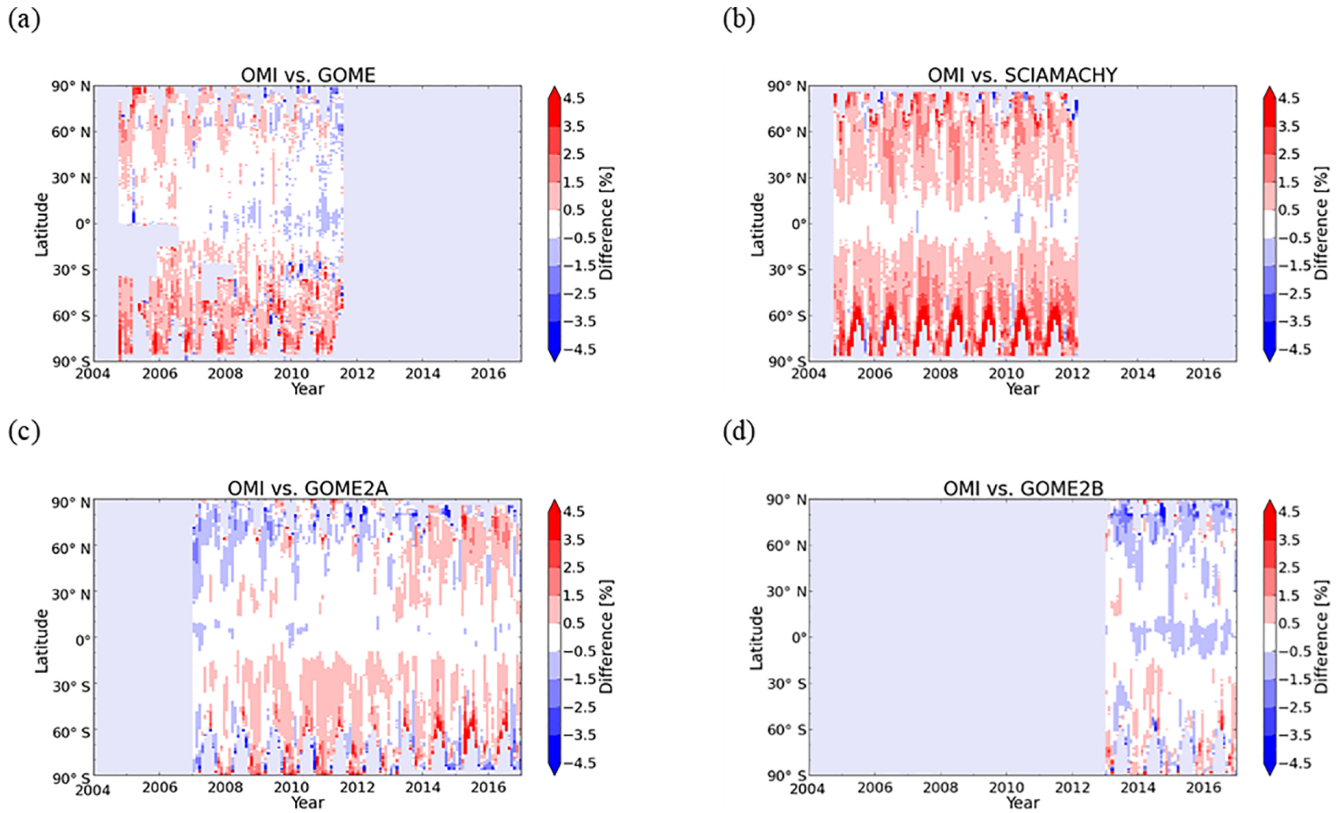 (a)
OMI vs. GOME
90° N
60° N
30° N
0°
30° S
60° S
90° S
Latitude
2004 2006 2008 2010 2012 2014 2016
Year
4.5
3.5
2.5
1.5
0.5
−0.5
−1.5
−2.5
−3.5
−4.5
Difference [%]
(b)
OMI vs. SCIAMACHY
90° N
60° N
30° N
0°
30° S
60° S
90° S
Latitude
2004 2006 2008 2010 2012 2014 2016
Year
4.5
3.5
2.5
1.5
0.5
−0.5
−1.5
−2.5
−3.5
−4.5
Difference [%]
(c)
OMI vs. GOME2A
90° N
60° N
30° N
0°
30° S
60° S
90° S
Latitude
2004 2006 2008 2010 2012 2014 2016
Year
4.5
3.5
2.5
1.5
0.5
−0.5
−1.5
−2.5
−3.5
−4.5
Difference [%]
(d)
OMI vs. GOME2B
90° N
60° N
30° N
0°
30° S
60° S
90° S
Latitude
2004 2006 2008 2010 2012 2014 2016
Year
4.5
3.5
2.5
1.5
0.5
−0.5
−1.5
−2.5
−3.5
−4.5
Difference [%]